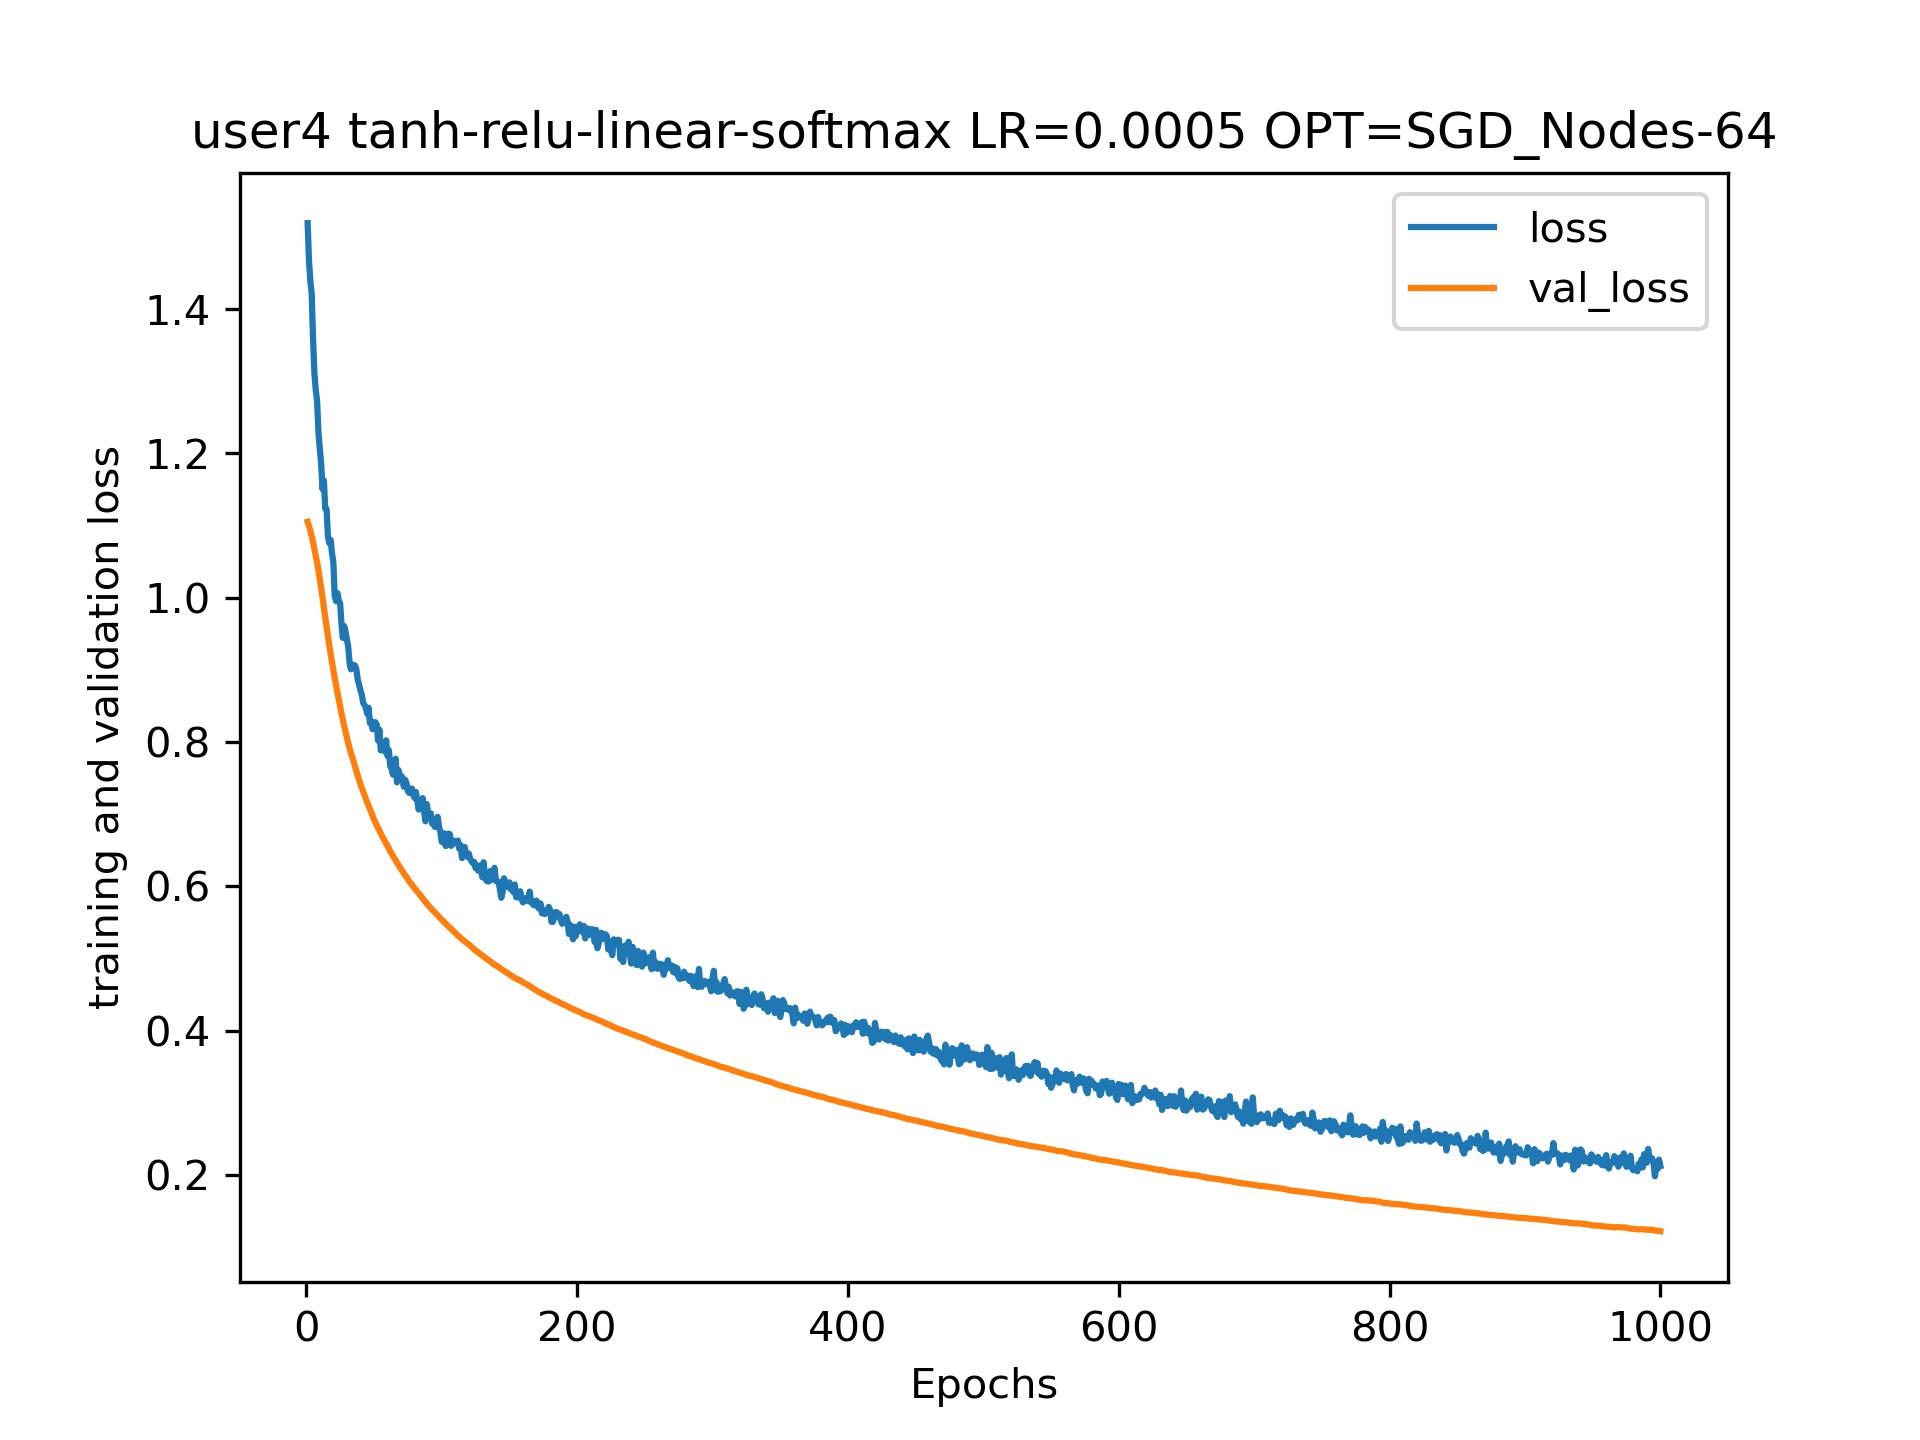 user4 tanh-relu-linear-softmax LR=0.0005 OPT=SGD_Nodes-64
loss
val_loss
training and validation loss
1.4
1.2
1.0
0.8
0.6
0.4
0.2
0 200 400 600 800 1000
Epochs